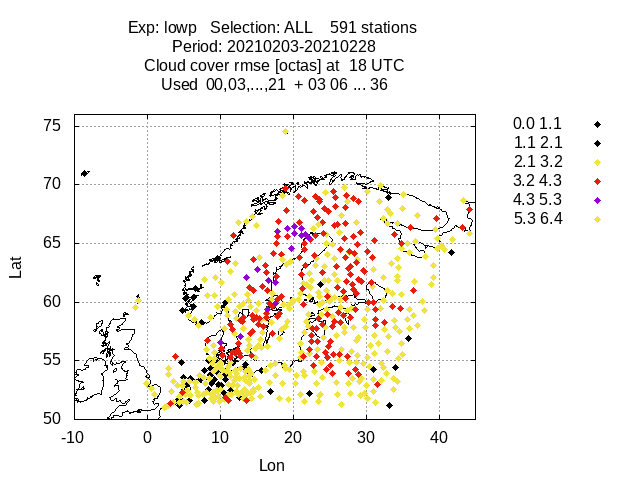 Exp: lowp   Selection: ALL    591 stations
Period: 20210203-20210228
Cloud cover rmse [octas] at  18 UTC
Used  00,03,...,21  + 03 06 ... 36
0.0 1.1
1.1 2.1
2.1 3.2
3.2 4.3
4.3 5.3
5.3 6.4
75
70
65
60
55
50
Lat
-10 0 10 20 30 40
Lon